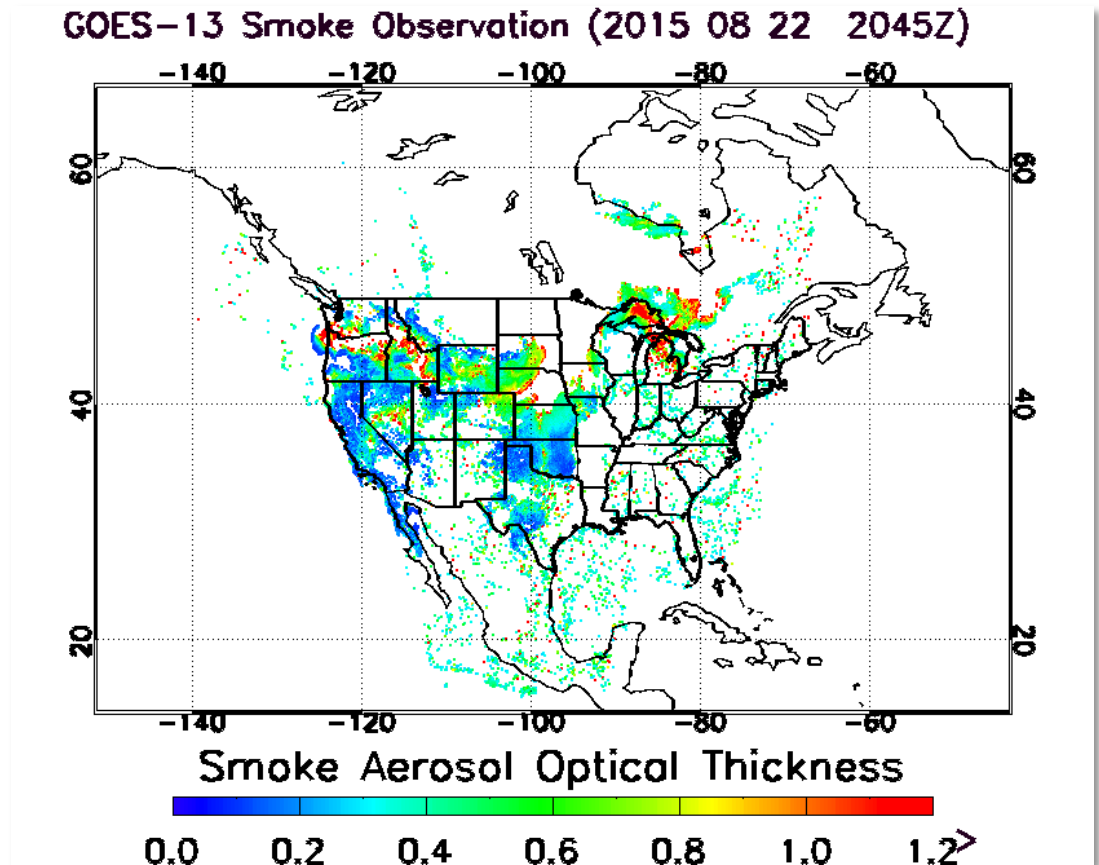 GOES-13 Smoke Observation (2015 08 22  2045Z)
-140 -120 -100 -80 -60
60 60
40 40
20 20
-140 -120 -100 -80 -60
Smoke Aerosol Optical Thickness
0.0 0.2 0.4 0.6 0.8 1.0 1.2>